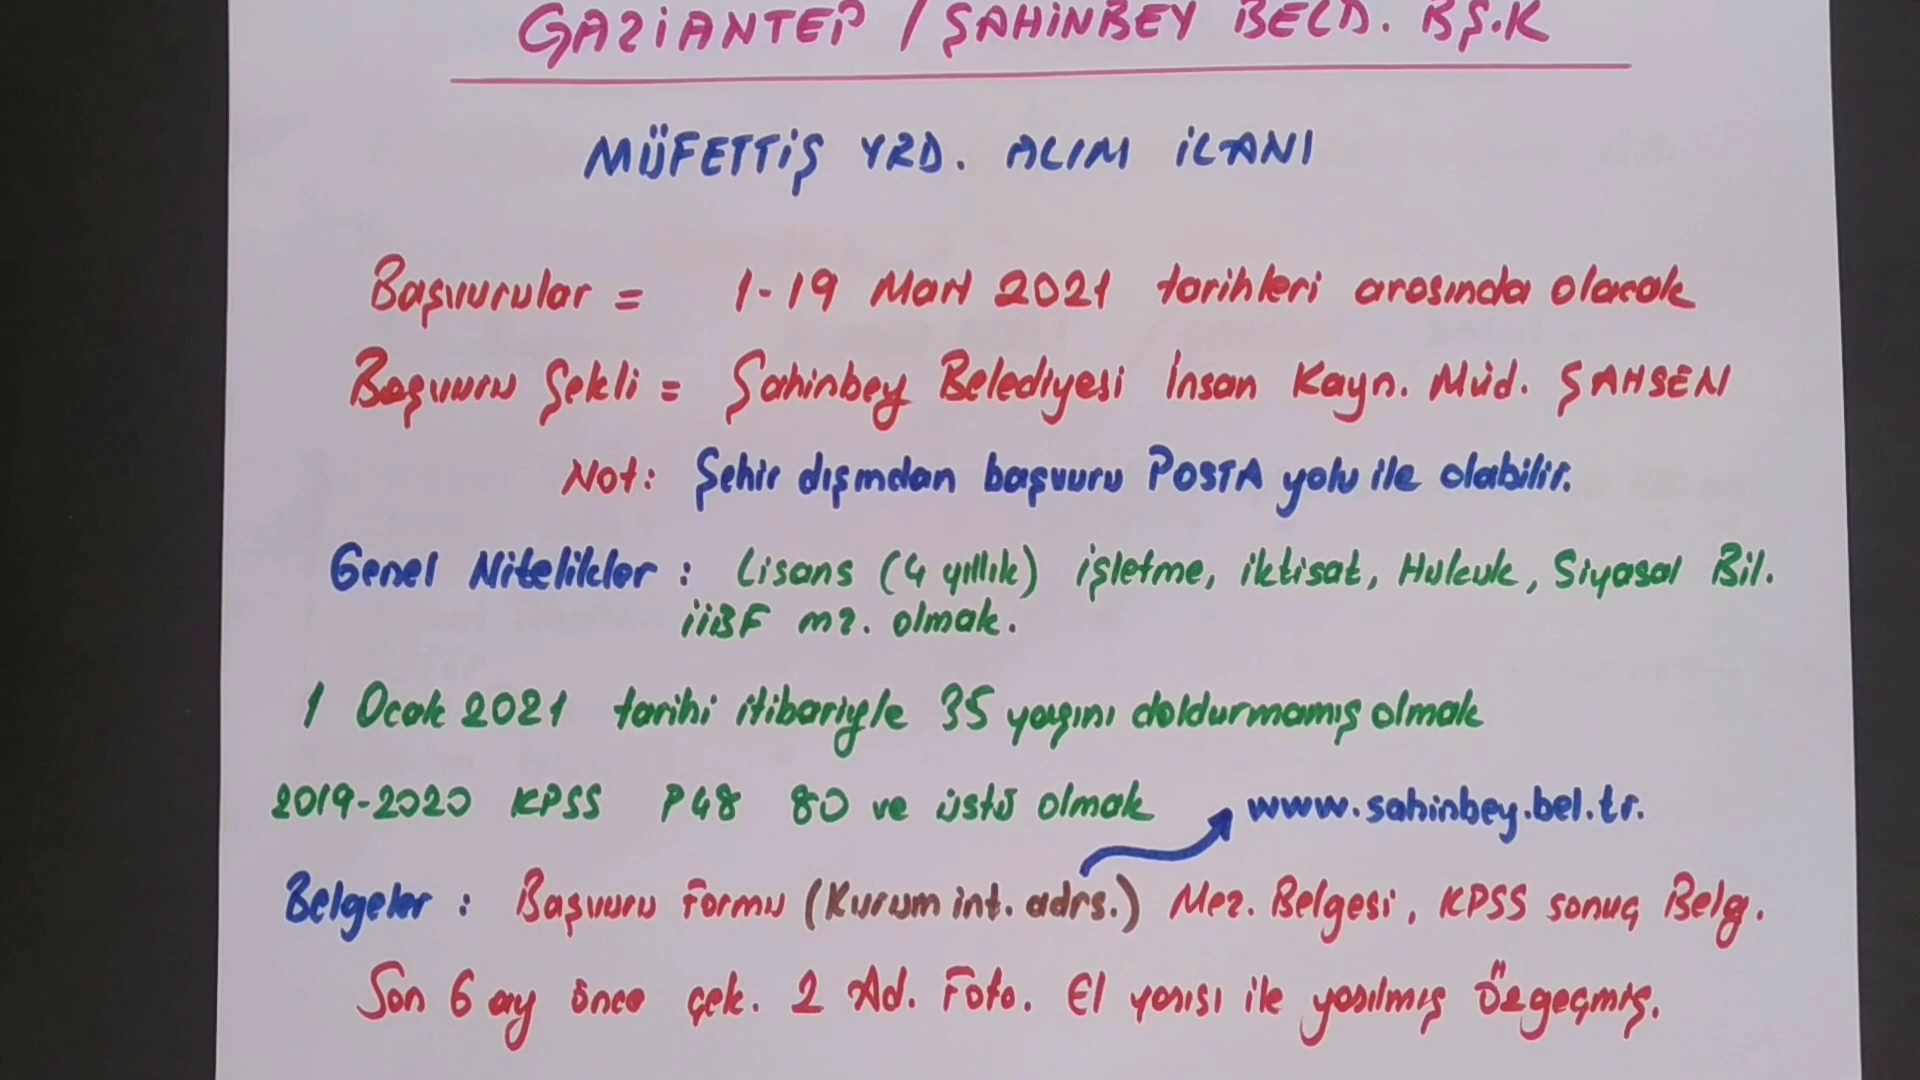 GAZİANTEP / ŞAHİNBEY BELD. BŞ.K
MÜFETTİŞ YRD. ALIM İLANI
Başvurular = 1-19 Mart 2021 tarihleri arasında olacak
Başvuru Şekli = Şahinbey Belediyesi İnsan Kayn. Müd. ŞAHSEN
Not: Şehir dışından başvuru POSTA yolu ile olabilir.
Genel Nitelikler : Lisans (4 yıllık) işletme, iktisat, Hukuk, Siyasal Bil.
iiBF mz. olmak.
1 Ocak 2021 tarihi itibariyle 35 yaşını doldurmamış olmak
2019-2020 KPSS P48 80 ve üstü olmak www.sahinbey.bel.tr.
Belgeler : Başvuru Formu (Kurum int. adrs.) Mez. Belgesi, KPSS sonuç Belg.
Son 6 ay önce çek. 2 Ad. Foto. El yazısı ile yazılmış Özgeçmiş.